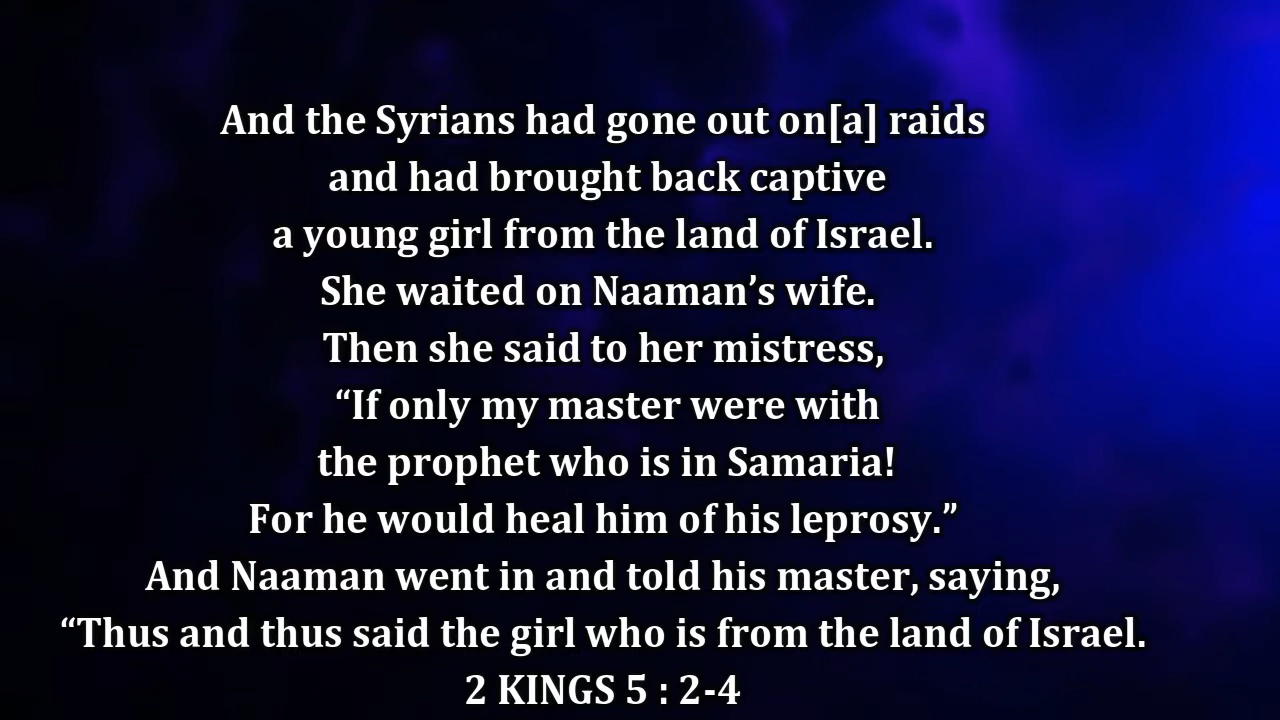 And the Syrians had gone out on[a] raids
and had brought back captive
a young girl from the land of Israel.
She waited on Naaman’s wife.
Then she said to her mistress,
“If only my master were with
the prophet who is in Samaria!
For he would heal him of his leprosy.”
And Naaman went in and told his master, saying,
“Thus and thus said the girl who is from the land of Israel.
2 KINGS 5 : 2-4